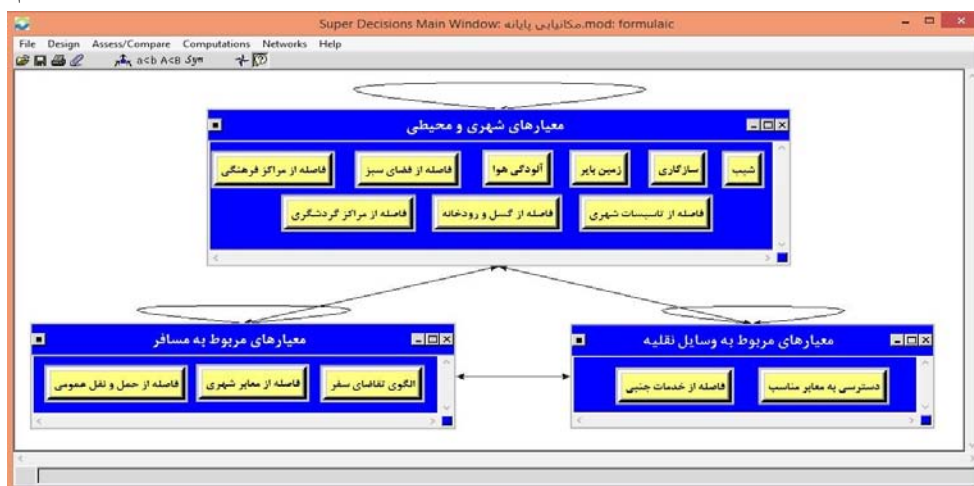 Super Decisions Main Window: مکانیابی پایانه.mod: formulaic
File Design Assess/Compare Computations Networks Help
a<b A<B Sym
معیارهای شهری و محیطی
شیب سازگاری زمین بایر آلودگی هوا فاصله از فضای سبز فاصله از مراکز فرهنگی
فاصله از تاسیسات شهری فاصله از گسل و رودخانه فاصله از مراکز گردشگری
معیارهای مربوط به وسایل نقلیه
دسترسی به معابر مناسب فاصله از خدمات جنبی
معیارهای مربوط به مسافر
الگوی تقاضای سفر فاصله از معابر شهری فاصله از حمل و نقل عمومی